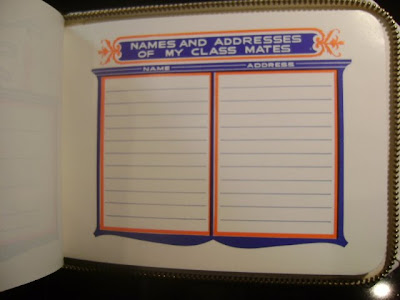 NAMES AND ADDRESSES
OF MY CLASS MATES
NAME ADDRESS